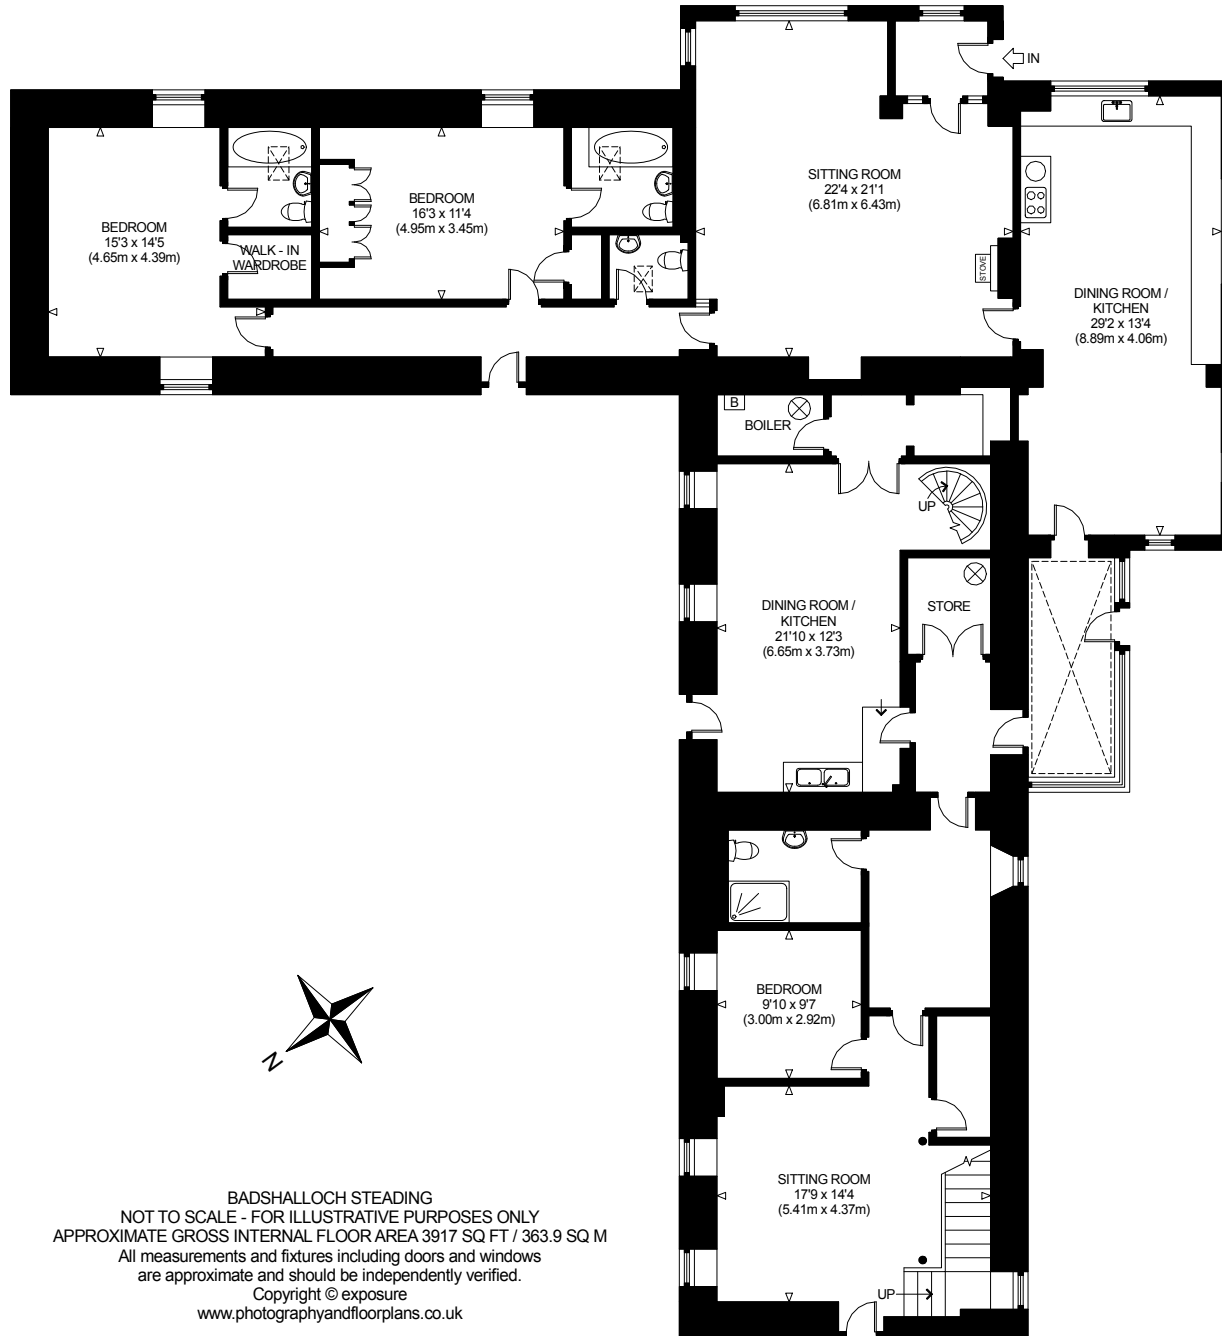 IN
SITTING ROOM
22'4 x 21'1
(6.81m x 6.43m)
BEDROOM
16'3 x 11'4
(4.95m x 3.45m)
BEDROOM
15'3 x 14'5
(4.65m x 4.39m)
WALK - IN
WARDROBE
STOVE
DINING ROOM /
KITCHEN
29'2 x 13'4
(8.89m x 4.06m)
B
BOILER
UP
DINING ROOM /
KITCHEN
21'10 x 12'3
(6.65m x 3.73m)
STORE
BEDROOM
9'10 x 9'7
(3.00m x 2.92m)
N
SITTING ROOM
17'9 x 14'4
(5.41m x 4.37m)
UP
BADSHALLOCH STEADING
NOT TO SCALE - FOR ILLUSTRATIVE PURPOSES ONLY
APPROXIMATE GROSS INTERNAL FLOOR AREA 3917 SQ FT / 363.9 SQ M
All measurements and fixtures including doors and windows
are approximate and should be independently verified.
Copyright © exposure
www.photographyandfloorplans.co.uk